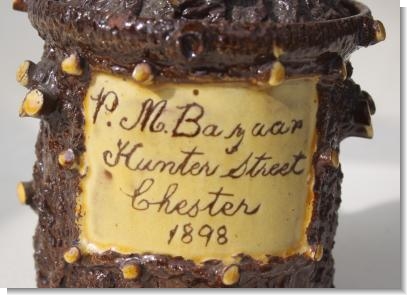 P. M. Bazaar
Hunter Street
Chester
1898